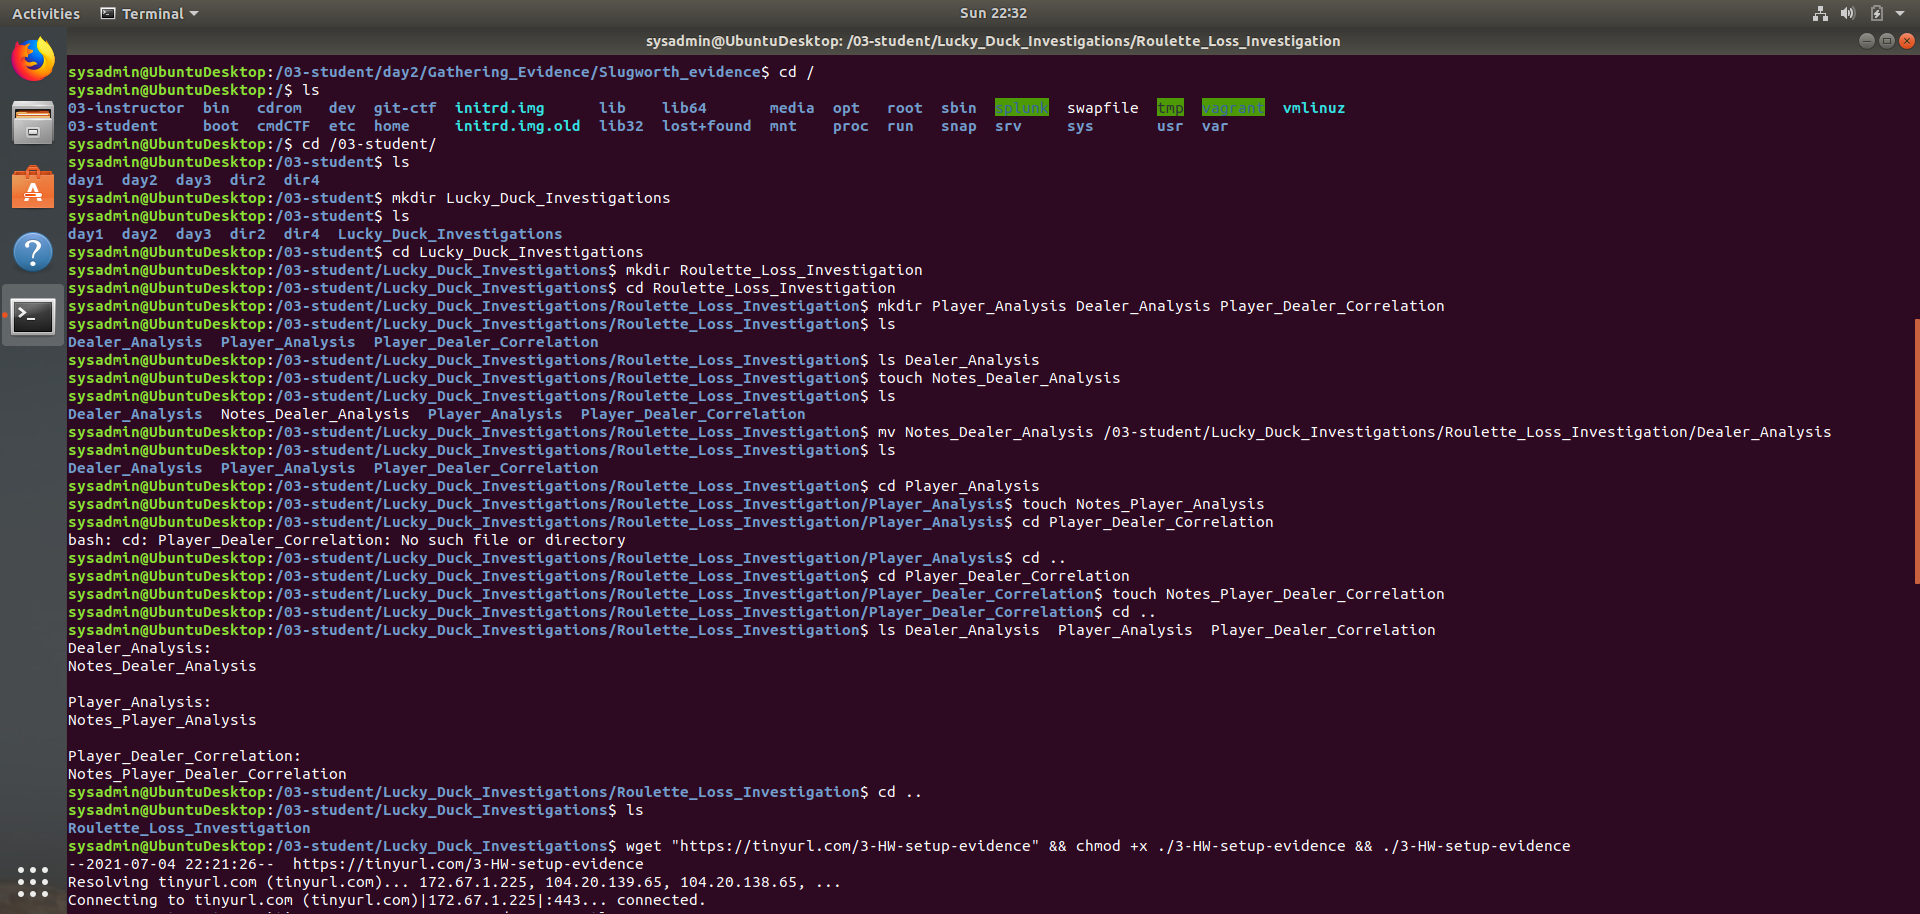 Activities Terminal Sun 22:32
sysadmin@UbuntuDesktop: /03-student/Lucky_Duck_Investigations/Roulette_Loss_Investigation
sysadmin@UbuntuDesktop:/03-student/day2/Gathering_Evidence/Slugworth_evidence$ cd /
sysadmin@UbuntuDesktop:/$ ls
03-instructor bin cdrom dev git-ctf initrd.img lib lib64 media opt root sbin splunk swapfile tmp vagrant vmlinuz
03-student boot cmdCTF etc home initrd.img.old lib32 lost+found mnt proc run snap srv sys usr var
sysadmin@UbuntuDesktop:/$ cd /03-student/
sysadmin@UbuntuDesktop:/03-student$ ls
day1 day2 day3 dir2 dir4
sysadmin@UbuntuDesktop:/03-student$ mkdir Lucky_Duck_Investigations
sysadmin@UbuntuDesktop:/03-student$ ls
day1 day2 day3 dir2 dir4 Lucky_Duck_Investigations
sysadmin@UbuntuDesktop:/03-student$ cd Lucky_Duck_Investigations
sysadmin@UbuntuDesktop:/03-student/Lucky_Duck_Investigations$ mkdir Roulette_Loss_Investigation
sysadmin@UbuntuDesktop:/03-student/Lucky_Duck_Investigations$ cd Roulette_Loss_Investigation
sysadmin@UbuntuDesktop:/03-student/Lucky_Duck_Investigations/Roulette_Loss_Investigation$ mkdir Player_Analysis Dealer_Analysis Player_Dealer_Correlation
sysadmin@UbuntuDesktop:/03-student/Lucky_Duck_Investigations/Roulette_Loss_Investigation$ ls
Dealer_Analysis Player_Analysis Player_Dealer_Correlation
sysadmin@UbuntuDesktop:/03-student/Lucky_Duck_Investigations/Roulette_Loss_Investigation$ ls Dealer_Analysis
sysadmin@UbuntuDesktop:/03-student/Lucky_Duck_Investigations/Roulette_Loss_Investigation$ touch Notes_Dealer_Analysis
sysadmin@UbuntuDesktop:/03-student/Lucky_Duck_Investigations/Roulette_Loss_Investigation$ ls
Dealer_Analysis Notes_Dealer_Analysis Player_Analysis Player_Dealer_Correlation
sysadmin@UbuntuDesktop:/03-student/Lucky_Duck_Investigations/Roulette_Loss_Investigation$ mv Notes_Dealer_Analysis /03-student/Lucky_Duck_Investigations/Roulette_Loss_Investigation/Dealer_Analysis
sysadmin@UbuntuDesktop:/03-student/Lucky_Duck_Investigations/Roulette_Loss_Investigation$ ls
Dealer_Analysis Player_Analysis Player_Dealer_Correlation
sysadmin@UbuntuDesktop:/03-student/Lucky_Duck_Investigations/Roulette_Loss_Investigation$ cd Player_Analysis
sysadmin@UbuntuDesktop:/03-student/Lucky_Duck_Investigations/Roulette_Loss_Investigation/Player_Analysis$ touch Notes_Player_Analysis
sysadmin@UbuntuDesktop:/03-student/Lucky_Duck_Investigations/Roulette_Loss_Investigation/Player_Analysis$ cd Player_Dealer_Correlation
bash: cd: Player_Dealer_Correlation: No such file or directory
sysadmin@UbuntuDesktop:/03-student/Lucky_Duck_Investigations/Roulette_Loss_Investigation/Player_Analysis$ cd ..
sysadmin@UbuntuDesktop:/03-student/Lucky_Duck_Investigations/Roulette_Loss_Investigation$ cd Player_Dealer_Correlation
sysadmin@UbuntuDesktop:/03-student/Lucky_Duck_Investigations/Roulette_Loss_Investigation/Player_Dealer_Correlation$ touch Notes_Player_Dealer_Correlation
sysadmin@UbuntuDesktop:/03-student/Lucky_Duck_Investigations/Roulette_Loss_Investigation/Player_Dealer_Correlation$ cd ..
sysadmin@UbuntuDesktop:/03-student/Lucky_Duck_Investigations/Roulette_Loss_Investigation$ ls Dealer_Analysis Player_Analysis Player_Dealer_Correlation
Dealer_Analysis:
Notes_Dealer_Analysis
Player_Analysis:
Notes_Player_Analysis
Player_Dealer_Correlation:
Notes_Player_Dealer_Correlation
sysadmin@UbuntuDesktop:/03-student/Lucky_Duck_Investigations/Roulette_Loss_Investigation$ cd ..
sysadmin@UbuntuDesktop:/03-student/Lucky_Duck_Investigations$ ls
Roulette_Loss_Investigation
sysadmin@UbuntuDesktop:/03-student/Lucky_Duck_Investigations$ wget "https://tinyurl.com/3-HW-setup-evidence" && chmod +x ./3-HW-setup-evidence && ./3-HW-setup-evidence
--2021-07-04 22:21:26-- https://tinyurl.com/3-HW-setup-evidence
Resolving tinyurl.com (tinyurl.com)... 172.67.1.225, 104.20.139.65, 104.20.138.65, ...
Connecting to tinyurl.com (tinyurl.com)|172.67.1.225|:443... connected.